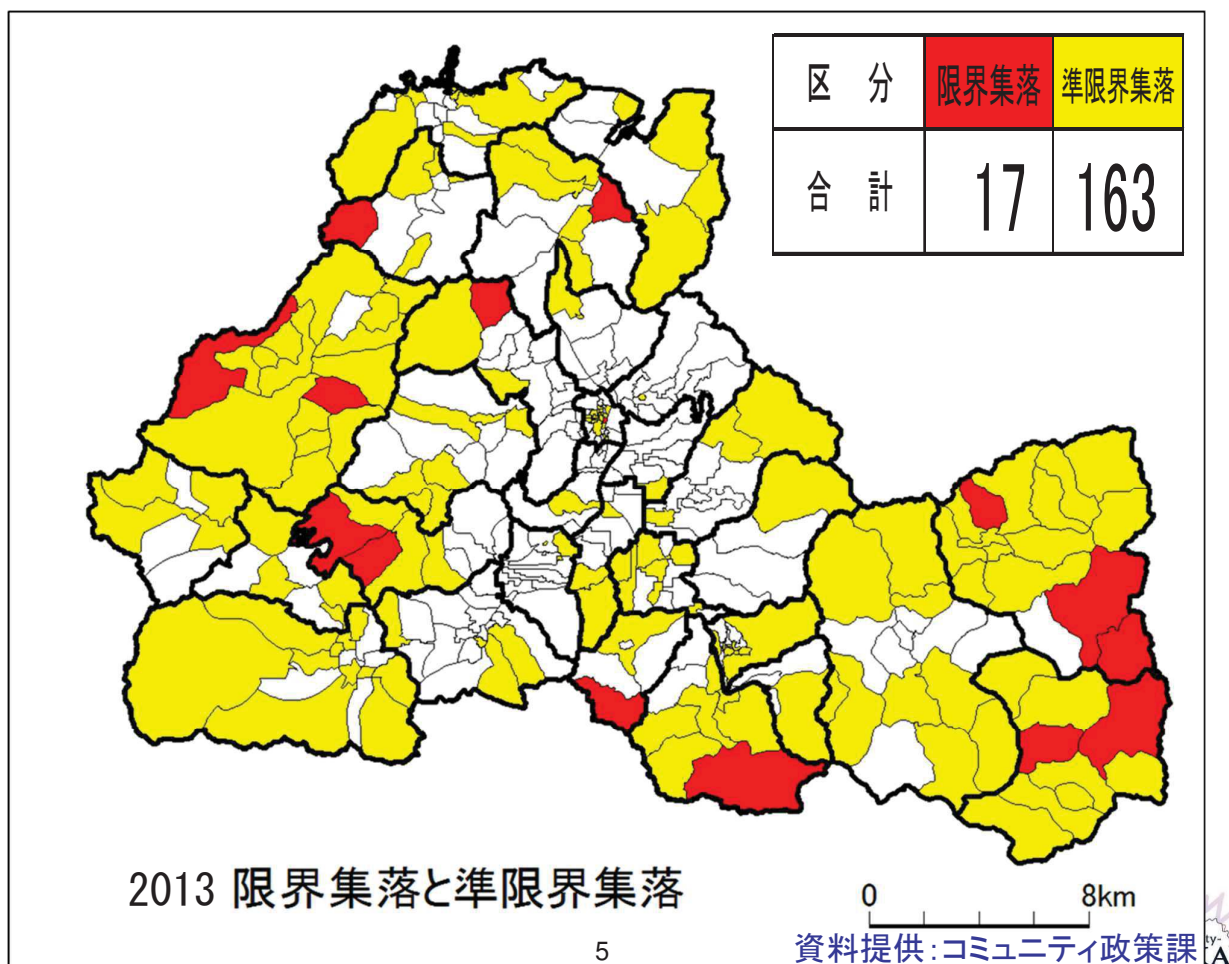 区 分 限界集落 準限界集落
合 計 17 163
2013 限界集落と準限界集落
0 8km
5
資料提供：コミュニティ政策課